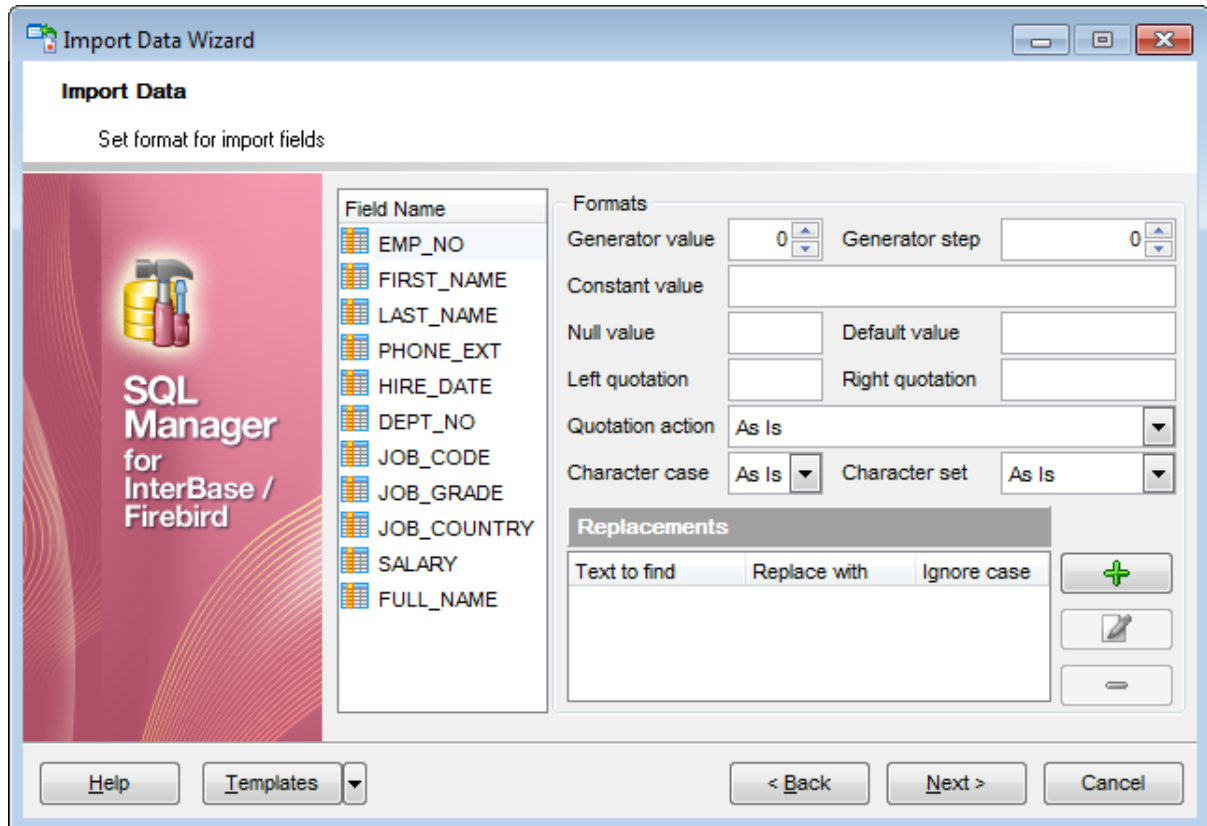 Import Data Wizard
Import Data
Set format for import fields
SQL
Manager
for
InterBase /
Firebird
Field Name
EMP_NO
FIRST_NAME
LAST_NAME
PHONE_EXT
HIRE_DATE
DEPT_NO
JOB_CODE
JOB_GRADE
JOB_COUNTRY
SALARY
FULL_NAME
Formats
Generator value 0 Generator step 0
Constant value
Null value Default value
Left quotation Right quotation
Quotation action As Is
Character case As Is Character set As Is
Replacements
Text to find Replace with Ignore case
Help Templates < Back Next > Cancel